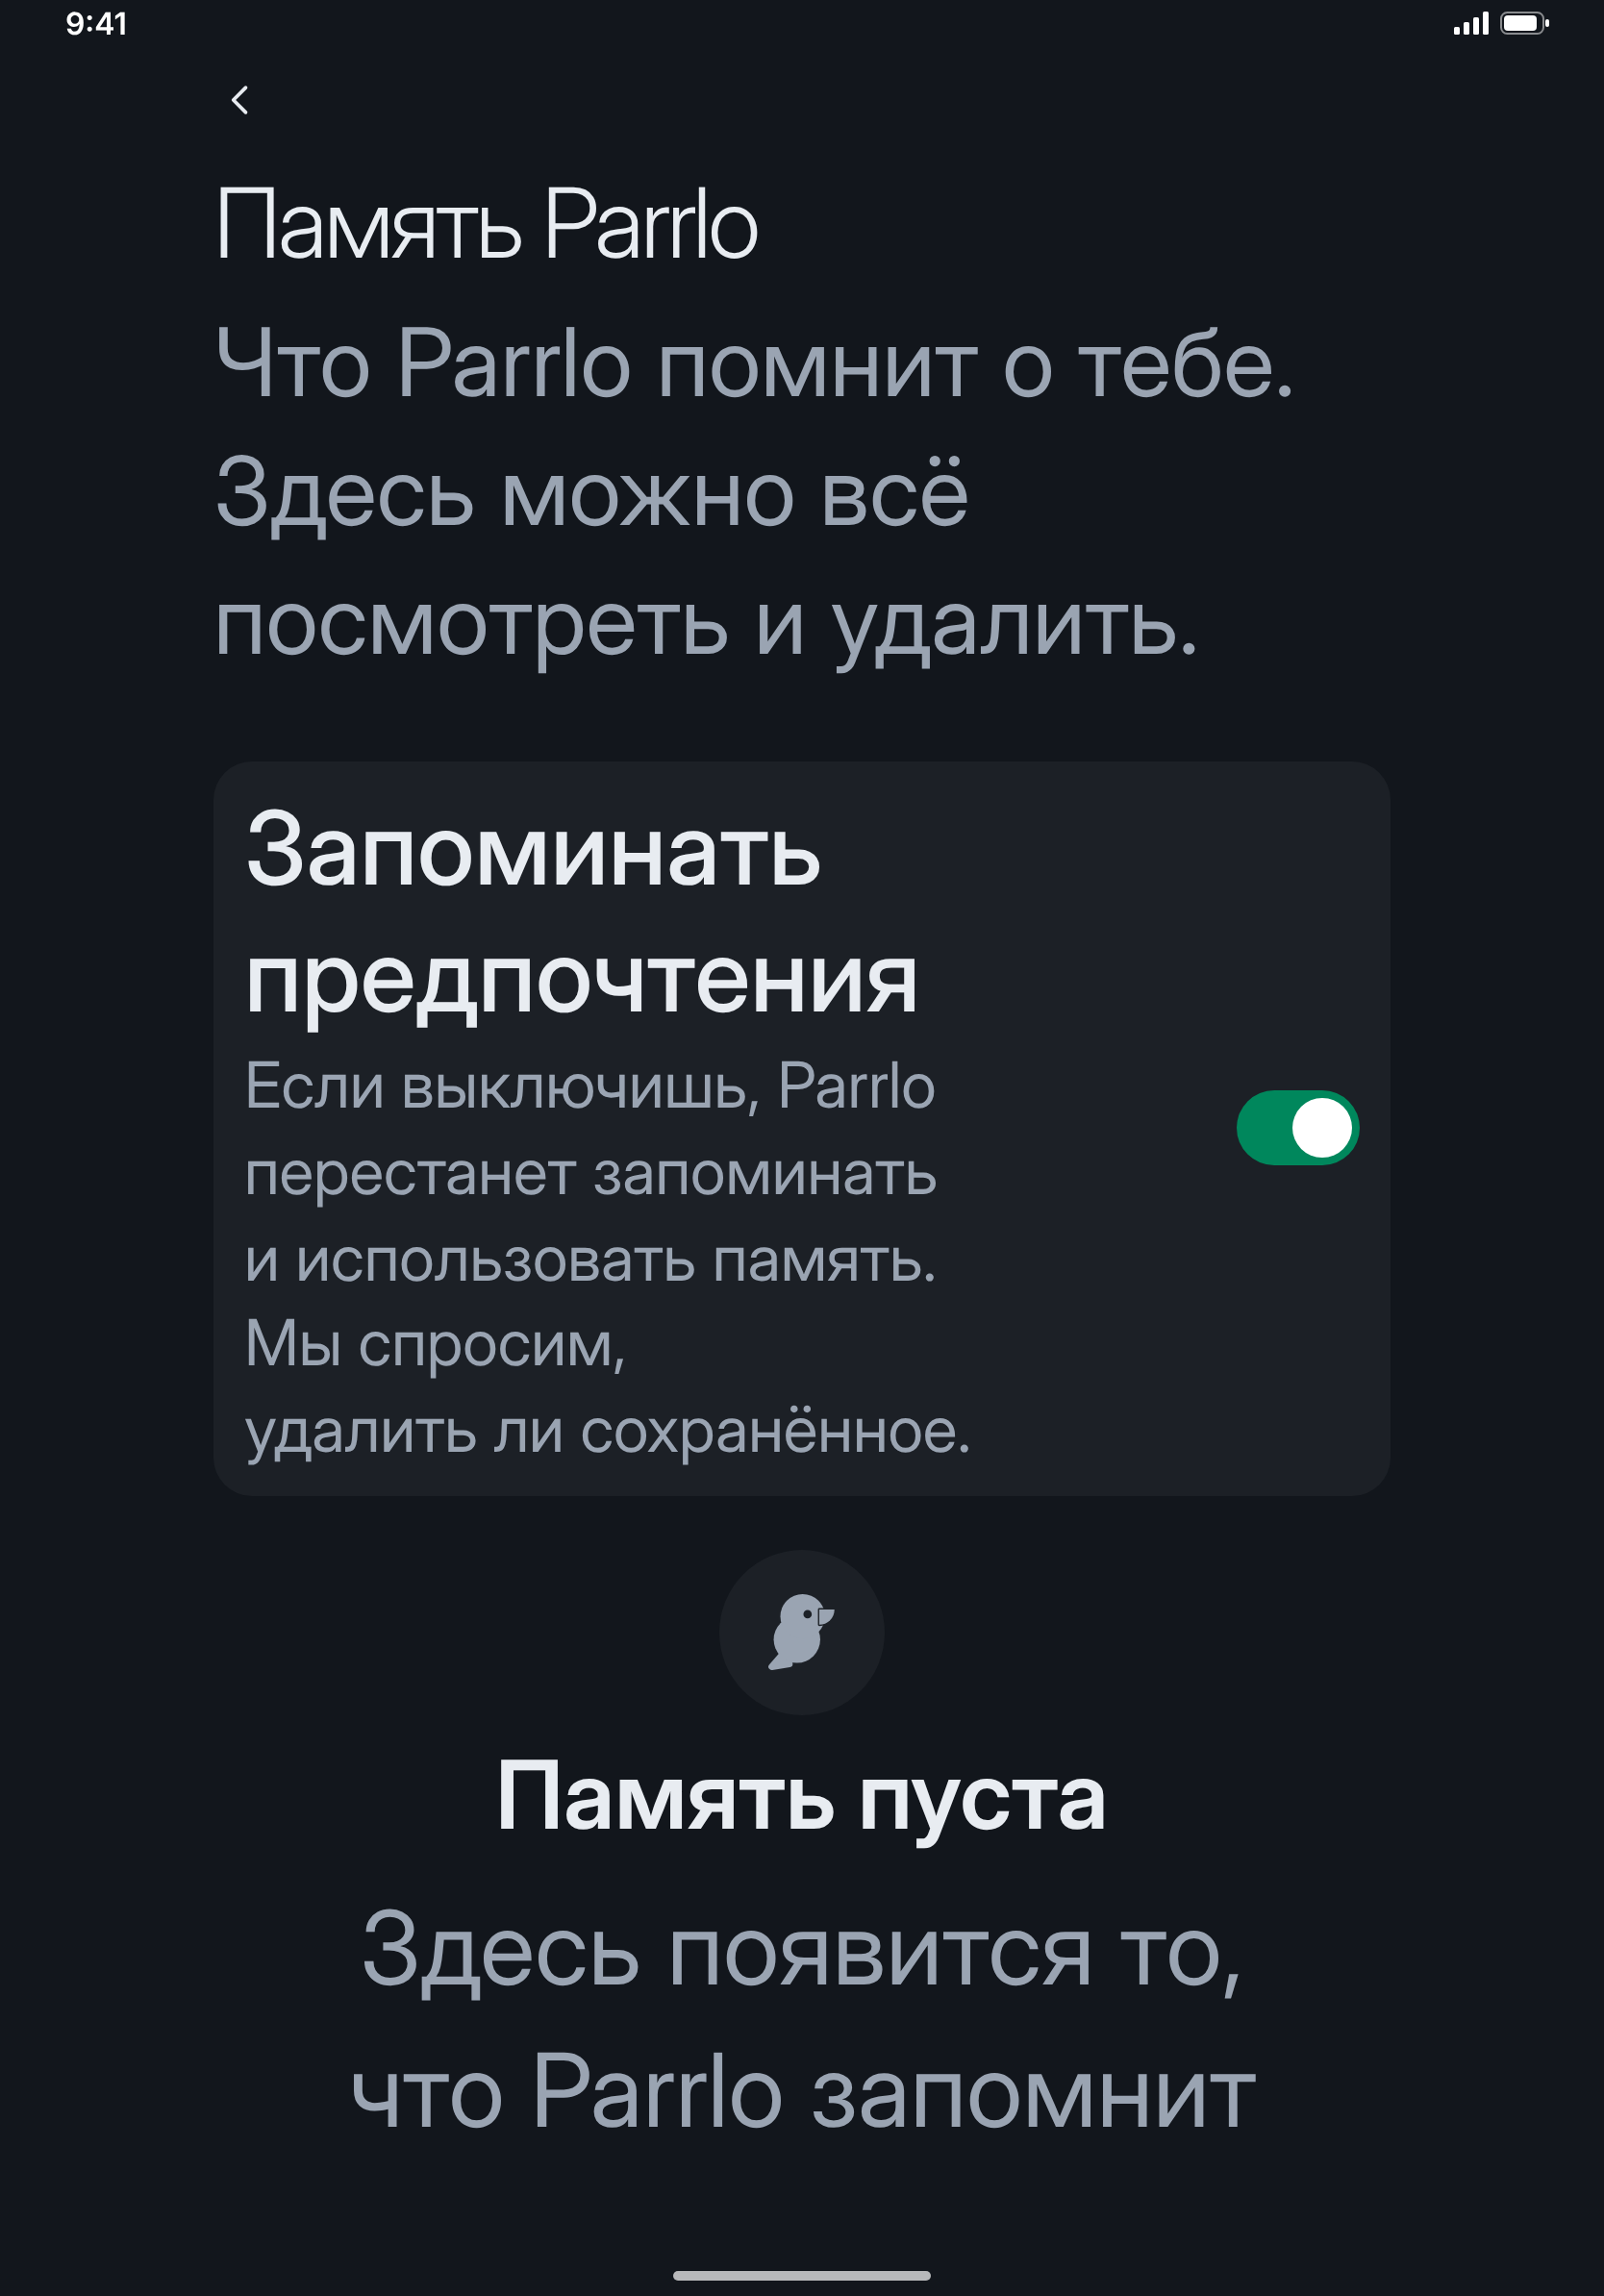 9:41
Память Parrlo
Что Parrlo помнит о тебе.
Здесь можно всё
посмотреть и удалить.
Запоминать
предпочтения
Если выключишь, Parrlo
перестанет запоминать
и использовать память.
Мы спросим,
удалить ли сохранённое.
Память пуста
Здесь появится то,
что Parrlo запомнит